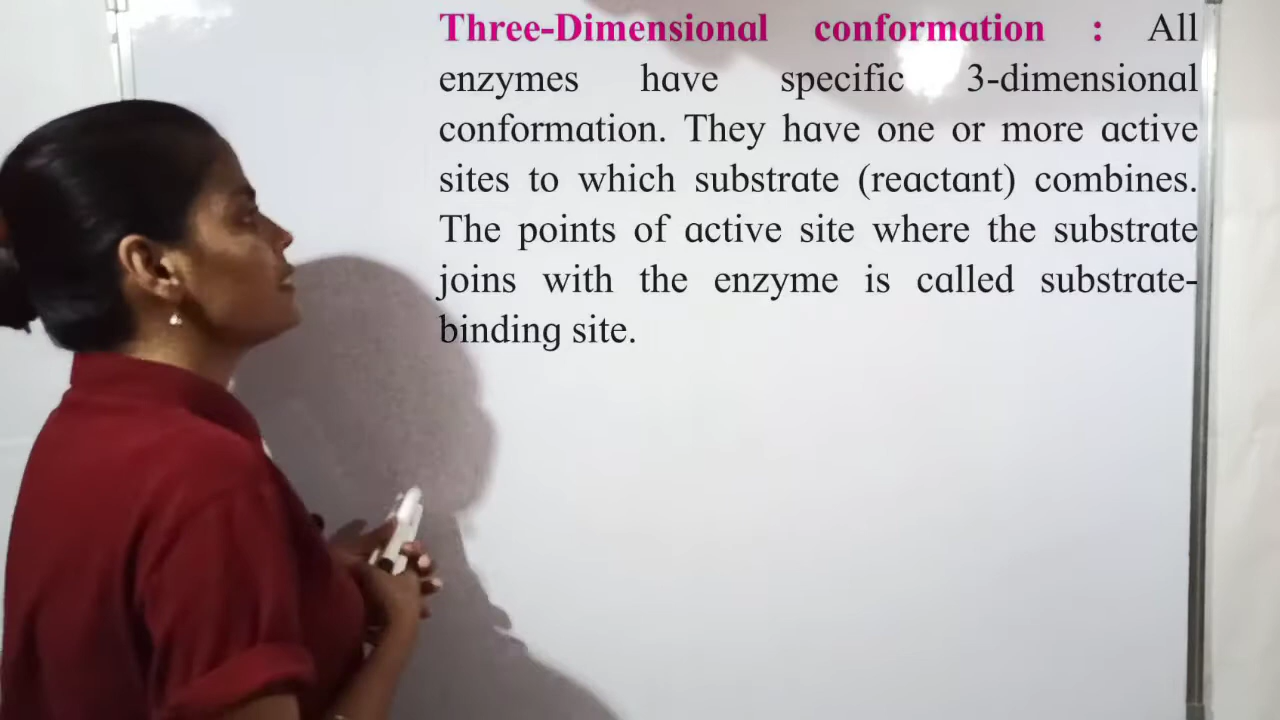 Three-Dimensional conformation : All
enzymes have specific 3-dimensional
conformation. They have one or more active
sites to which substrate (reactant) combines.
The points of active site where the substrate
joins with the enzyme is called substrate-
binding site.